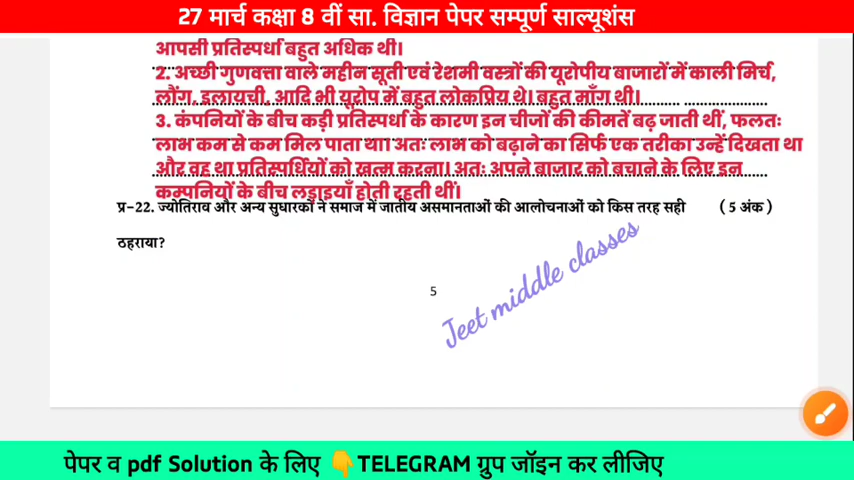 27 मार्च कक्षा 8 वीं सा. विज्ञान पेपर सम्पूर्ण साल्यूशंस
आपसी प्रतिस्पर्धा बहुत अधिक थी।
2. अच्छी गुणवत्ता वाले महीन सूती एवं रेशमी वस्त्रों की यूरोपीय बाजारों में काली मिर्च,
लौंग, इलायची, आदि भी यूरोप में बहुत लोकप्रिय थे। बहुत माँग थी।
3. कंपनियों के बीच कड़ी प्रतिस्पर्धा के कारण इन चीजों की कीमतें बढ़ जाती थीं, फलतः
लाभ कम से कम मिल पाता था। अतः लाभ को बढ़ाने का सिर्फ एक तरीका उन्हें दिखता था
और वह था प्रतिस्पर्धियों को खत्म करना। अतः अपने बाजार को बचाने के लिए इन
कम्पनियों के बीच लड़ाइयाँ होती रहती थीं।
प्र-22. ज्योतिराव और अन्य सुधारकों ने समाज में जातीय असमानताओं की आलोचनाओं को किस तरह सही ( 5 अंक )
ठहराया?
5
Jeet middle classes
पेपर व pdf Solution के लिए 👇 TELEGRAM ग्रुप जॉइन कर लीजिए